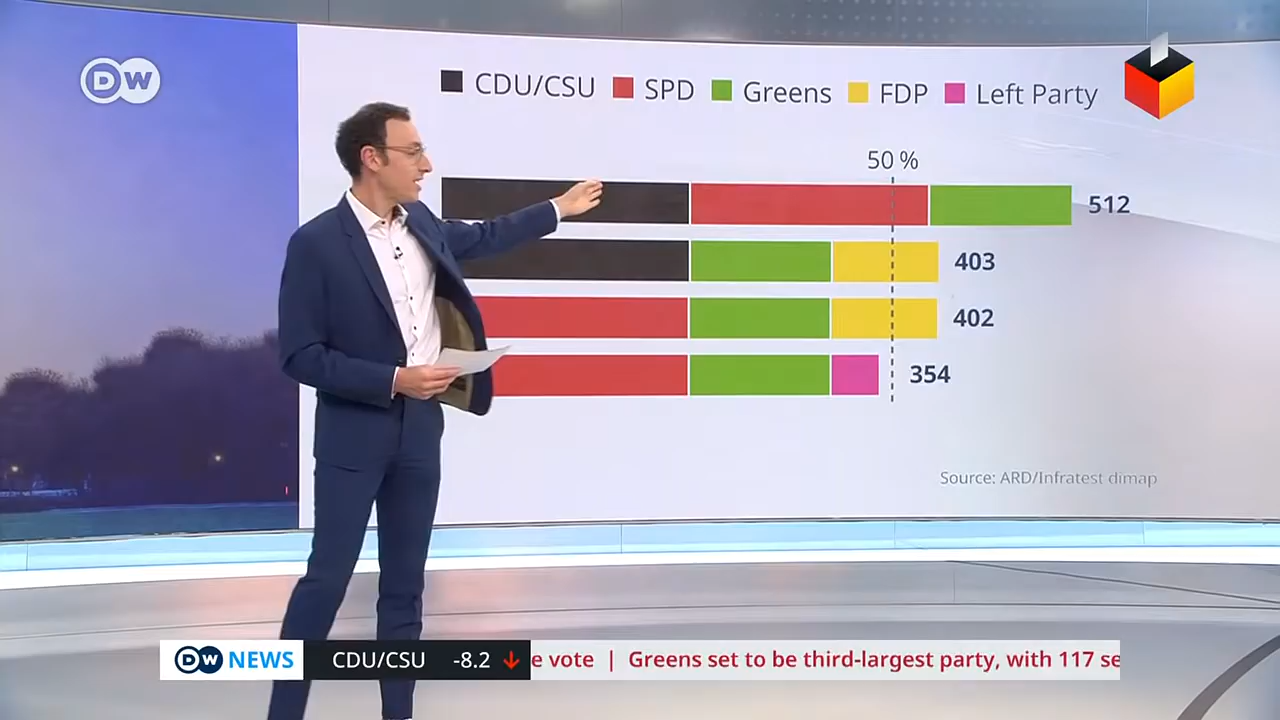 DW
CDU/CSU SPD Greens FDP Left Party
50 %
512
403
402
354
Source: ARD/Infratest dimap
DW NEWS CDU/CSU -8.2 e vote | Greens set to be third-largest party, with 117 se